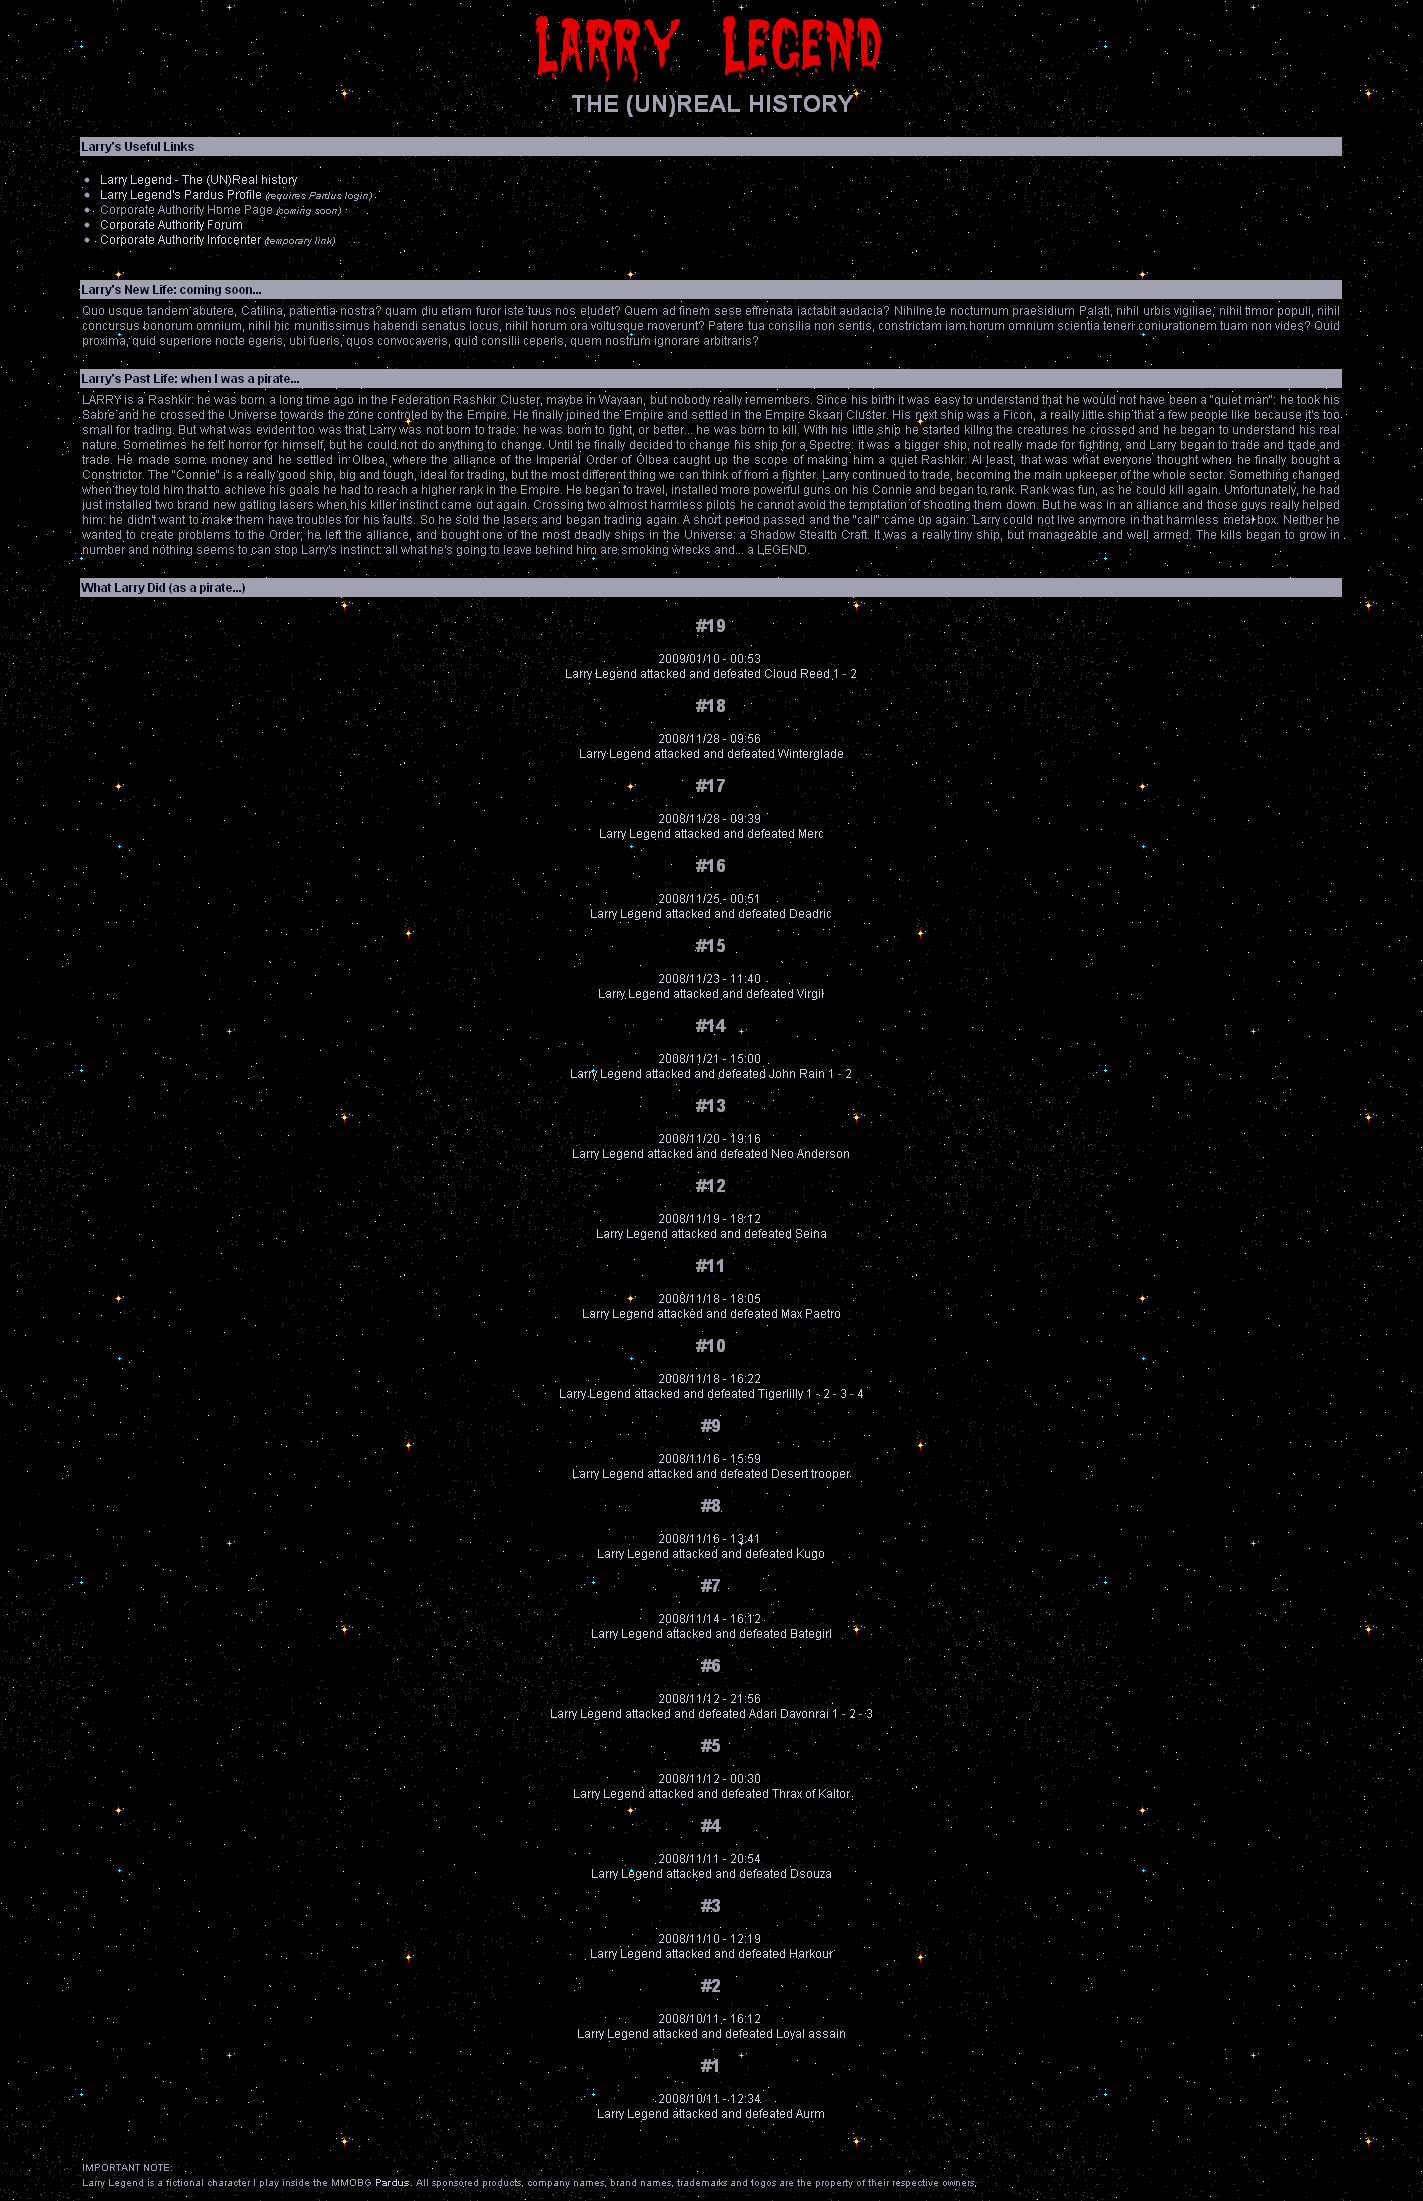 LARRY LEGEND
THE (UN)REAL HISTORY
Larry's Useful Links
Larry Legend - The (UN)Real history
Larry Legend's Pardus Profile (requires Pardus login)
Corporate Authority Home Page (coming soon)
Corporate Authority Forum
Corporate Authority Infocenter (temporary link)
Larry's New Life: coming soon...
Quo usque tandem abutere, Catilina, patientia nostra? quam diu etiam furor iste tuus nos eludet? Quem ad finem sese effrenata iactabit audacia? Nihilne te nocturnum praesidium Palati, nihil urbis vigiliae, nihil timor populi, nihil
concursus bonorum omnium, nihil hic munitissimus habendi senatus locus, nihil horum ora voltusque moverunt? Patere tua consilia non sentis, constrictam iam horum omnium scientia teneri coniurationem tuam non vides? Quid
proxima, quid superiore nocte egeris, ubi fueris, quos convocaveris, quid consilii ceperis, quem nostrum ignorare arbitraris?
Larry's Past Life: when I was a pirate...
LARRY is a Rashkir: he was born a long time ago in the Federation Rashkir Cluster, maybe in Wayaan, but nobody really remembers. Since his birth it was easy to understand that he would not have been a "quiet man": he took his
Sabre and he crossed the Universe towards the zone controled by the Empire. He finally joined the Empire and settled in the Empire Skaarj Cluster. His next ship was a Ficon, a really little ship that a few people like because it's too
small for trading. But what was evident too was that Larry was not born to trade: he was born to fight, or better... he was born to kill. With his little ship he started killing the creatures he crossed and he began to understand his real
nature. Sometimes he felf horror for himself, but he could not do anything to change. Until he finally decided to change his ship for a Spectre: it was a bigger ship, not really made for fighting, and Larry began to trade and trade and
trade. He made some money and he settled in Olbea, where the alliance of the Imperial Order of Olbea caught up the scope of making him a quiet Rashkir. Al least, that was what everyone thought when he finally bought a
Constrictor. The "Connie" is a really good ship, big and tough, ideal for trading, but the most different thing we can think of from a fighter. Larry continued to trade, becoming the main upkeeper of the whole sector. Something changed
when they told him that to achieve his goals he had to reach a higher rank in the Empire. He began to travel, installed more powerful guns on his Connie and began to rank. Rank was fun, as he could kill again. Unfortunately, he had
just installed two brand new gatling lasers when his killer instinct came out again. Crossing two almost harmless pilots he cannot avoid the temptation of shooting them down. But he was in an alliance and those guys really helped
him: he didn't want to make them have troubles for his faults. So he sold the lasers and began trading again. A short period passed and the "call" came up again: Larry could not live anymore in that harmless metal box. Neither he
wanted to create problems to the Order; he left the alliance, and bought one of the most deadly ships in the Universe: a Shadow Stealth Craft. It was a really tiny ship, but manageable and well armed. The kills began to grow in
number and nothing seems to can stop Larry's instinct: all what he's going to leave behind him are smoking wrecks and... a LEGEND.
What Larry Did (as a pirate...)
#19
2009/01/10 - 00:53
Larry Legend attacked and defeated Cloud Reed 1 - 2
#18
2008/11/28 - 09:56
Larry Legend attacked and defeated Winterglade
#17
2008/11/28 - 09:39
Larry Legend attacked and defeated Merc
#16
2008/11/25 - 00:51
Larry Legend attacked and defeated Deadric
#15
2008/11/23 - 11:40
Larry Legend attacked and defeated Virgil
#14
2008/11/21 - 15:00
Larry Legend attacked and defeated John Rain 1 - 2
#13
2008/11/20 - 19:16
Larry Legend attacked and defeated Neo Anderson
#12
2008/11/19 - 18:12
Larry Legend attacked and defeated Seina
#11
2008/11/18 - 18:05
Larry Legend attacked and defeated Max Paetro
#10
2008/11/18 - 16:22
Larry Legend attacked and defeated Tigerlilly 1 - 2 - 3 - 4
#9
2008/11/16 - 15:59
Larry Legend attacked and defeated Desert trooper
#8
2008/11/16 - 13:41
Larry Legend attacked and defeated Kugo
#7
2008/11/14 - 16:12
Larry Legend attacked and defeated Bategirl
#6
2008/11/12 - 21:56
Larry Legend attacked and defeated Adari Davonrai 1 - 2 - 3
#5
2008/11/12 - 00:30
Larry Legend attacked and defeated Thrax of Kaltor
#4
2008/11/11 - 20:54
Larry Legend attacked and defeated Dsouza
#3
2008/11/10 - 12:19
Larry Legend attacked and defeated Harkour
#2
2008/10/11 - 16:12
Larry Legend attacked and defeated Loyal assain
#1
2008/10/11 - 12:34
Larry Legend attacked and defeated Aurm
IMPORTANT NOTE:
Larry Legend is a fictional character I play inside the MMOBG Pardus. All sponsored products, company names, brand names, trademarks and logos are the property of their respective owners.